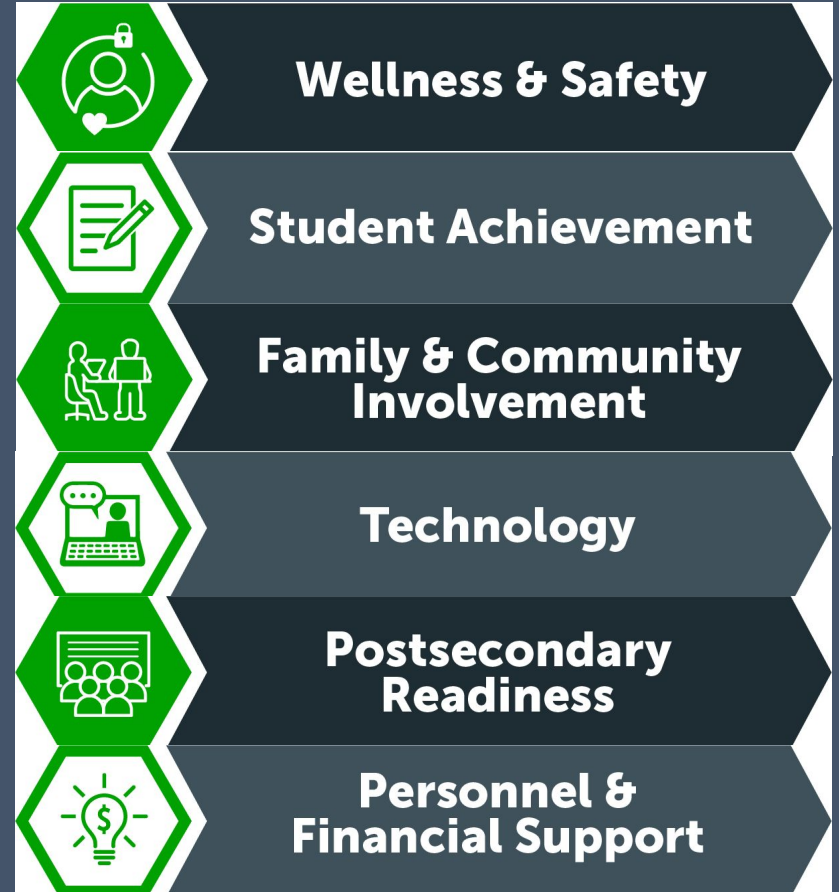 Wellness & Safety
Student Achievement
Family & Community
Involvement
Technology
Postsecondary
Readiness
Personnel &
Financial Support
$